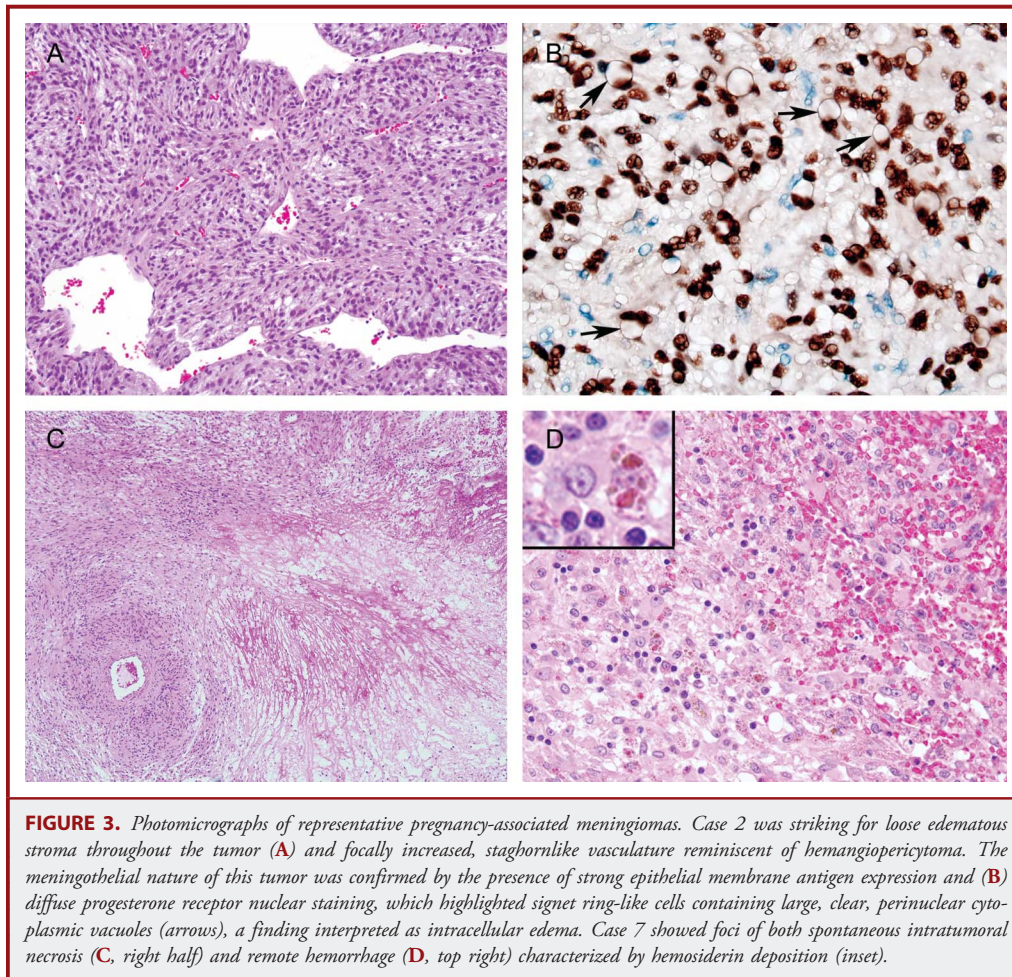 A
B
C
D
FIGURE 3. Photomicrographs of representative pregnancy-associated meningiomas. Case 2 was striking for loose edematous
stroma throughout the tumor (A) and focally increased, staghornlike vasculature reminiscent of hemangiopericytoma. The
meningothelial nature of this tumor was confirmed by the presence of strong epithelial membrane antigen expression and (B)
diffuse progesterone receptor nuclear staining, which highlighted signet ring-like cells containing large, clear, perinuclear cyto-
plasmic vacuoles (arrows), a finding interpreted as intracellular edema. Case 7 showed foci of both spontaneous intratumoral
necrosis (C, right half) and remote hemorrhage (D, top right) characterized by hemosiderin deposition (inset).